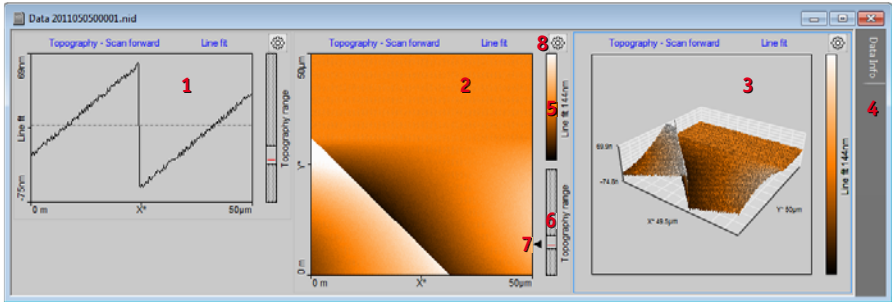 Data 2011050500001.nid
Topography - Scan forward Line fit
69nm
Line fit
-75nm
0 m X* 50µm
Topography range
1
Topography - Scan forward Line fit
8
50µm
Y*
0 m
0 m X* 50µm
2
5
Line fit 144nm
6
7
Topography range
Topography - Scan forward Line fit
3
69.9n
-74.8n
X* 49.5µm
Y* 50µm
Line fit 144nm
Data Info
4